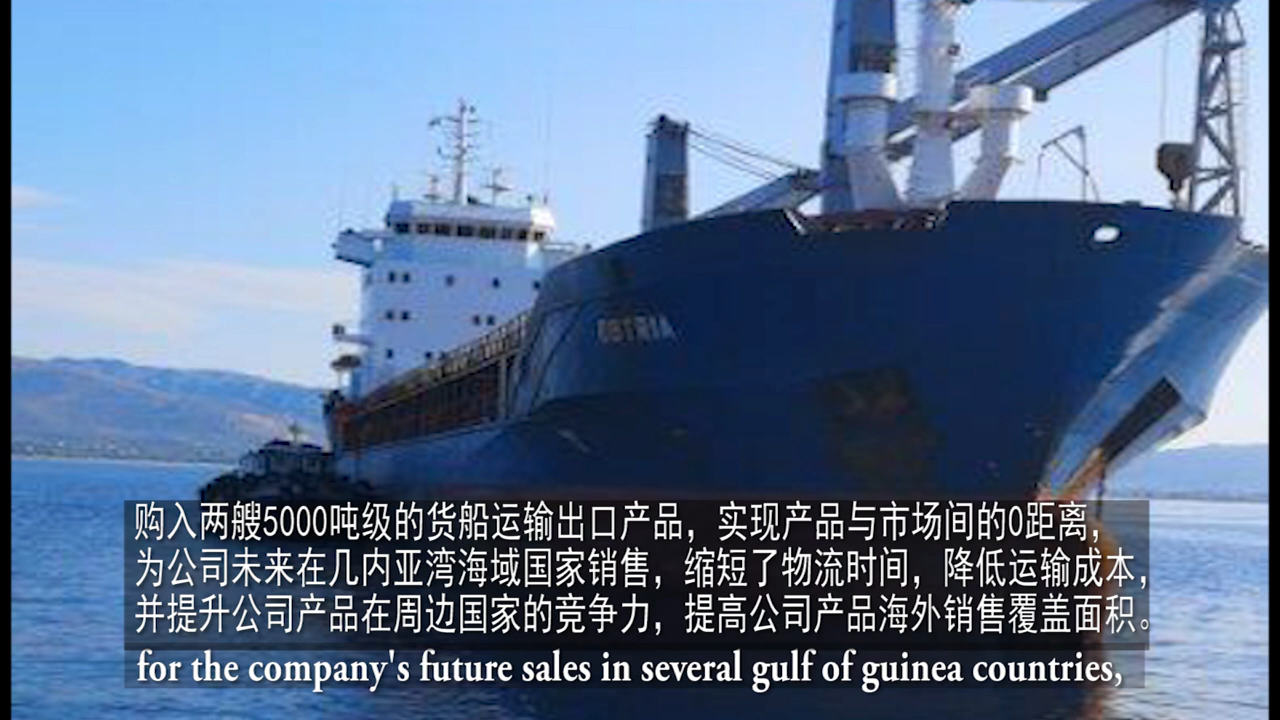 OSTRIA
购入两艘5000吨级的货船运输出口产品，实现产品与市场间的0距离，
为公司未来在几内亚湾海域国家销售，缩短了物流时间，降低运输成本，
并提升公司产品在周边国家的竞争力，提高公司产品海外销售覆盖面积。
for the company's future sales in several gulf of guinea countries,